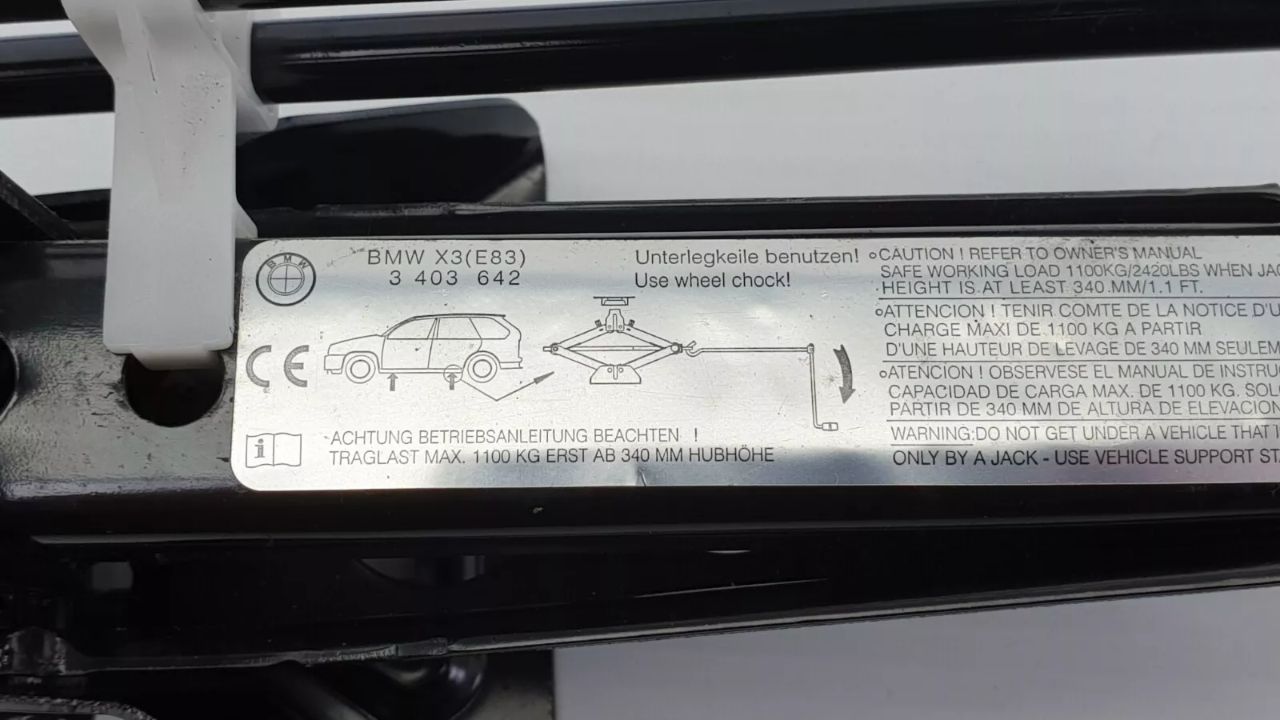 BMW
BMW X3(E83)
3 403 642
CE
Unterlegkeile benutzen!
Use wheel chock!
i
ACHTUNG BETRIEBSANLEITUNG BEACHTEN !
TRAGLAST MAX. 1100 KG ERST AB 340 MM HUBHÖHE
CAUTION ! REFER TO OWNER'S MANUAL
SAFE WORKING LOAD 1100KG/2420LBS WHEN
HEIGHT IS AT LEAST 340 MM/1.1 FT.
ATTENCION ! TENIR COMTE DE LA NOTICE
CHARGE MAXI DE 1100 KG A PARTIR
D'UNE HAUTEUR DE LEVAGE DE 340 MM
ATENCION ! OBSERVESE EL MANUAL DE
CAPACIDAD DE CARGA MAX. DE 1100 KG.
PARTIR DE 340 MM DE ALTURA DE
WARNING:DO NOT GET UNDER A VEHICLE
ONLY BY A JACK - USE VEHICLE SUPPORT